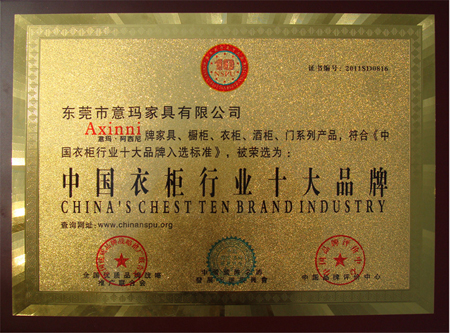 证书编号：2011SD0816
东莞市意玛家具有限公司
Axinni
意玛·阿西尼
牌家具、橱柜、衣柜、酒柜、门系列产品，符合《中
国衣柜行业十大品牌入选标准》，被荣选为：
中国衣柜行业十大品牌
CHINA'S CHEST TEN BRAND INDUSTRY
查询网址:www.chinanspu.org
中国品牌评价中心